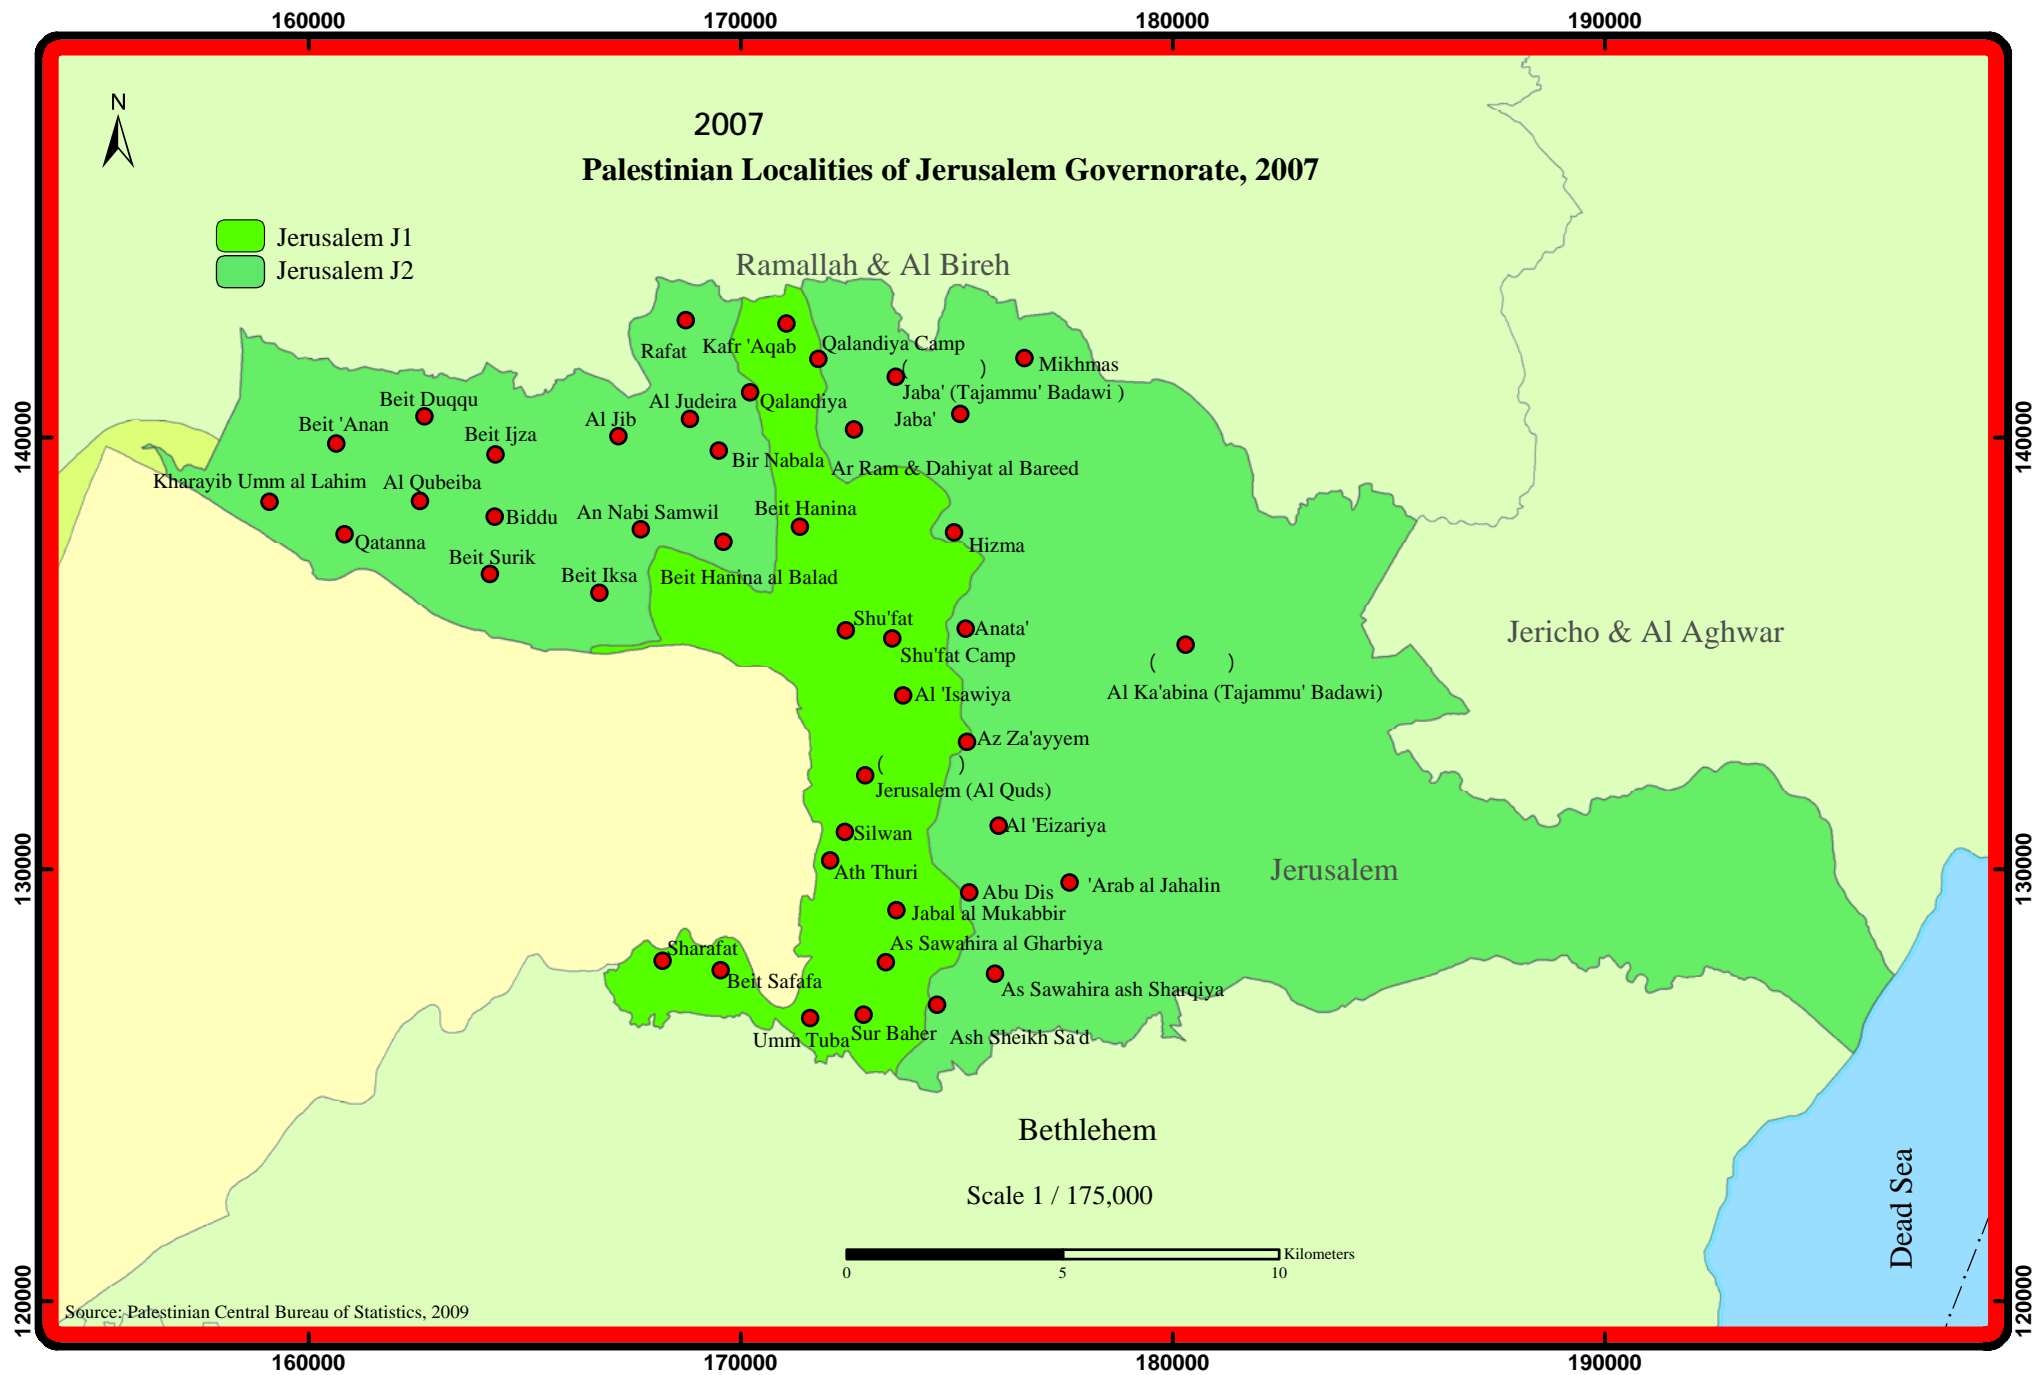 160000
170000
180000
190000
N
2007
Palestinian Localities of Jerusalem Governorate, 2007
Jerusalem J1
Jerusalem J2
Ramallah & Al Bireh
Rafat
Kafr 'Aqab
Qalandiya Camp
( )
Mikhmas
Jaba' (Tajammu' Badawi )
Beit Duqqu
Al Judeira
Qalandiya
Jaba'
Beit 'Anan
Al Jib
Beit Ijza
140000
140000
Bir Nabala
Ar Ram & Dahiyat al Bareed
Kharayib Umm al Lahim
Al Qubeiba
Biddu
An Nabi Samwil
Beit Hanina
Qatanna
Hizma
Beit Surik
Beit Iksa
Beit Hanina al Balad
Shu'fat
Anata'
Jericho & Al Aghwar
Shu'fat Camp
( )
Al 'Isawiya
Al Ka'abina (Tajammu' Badawi)
Az Za'ayyem
( )
Jerusalem (Al Quds)
Silwan
Al 'Eizariya
Ath Thuri
Jerusalem
130000
130000
Abu Dis
'Arab al Jahalin
Jabal al Mukabbir
As Sawahira al Gharbiya
Sharafat
Beit Safafa
As Sawahira ash Sharqiya
Umm Tuba
Sur Baher
Ash Sheikh Sa'd
Bethlehem
Scale 1 / 175,000
Dead Sea
Kilometers
0
5
10
120000
120000
Source: Palestinian Central Bureau of Statistics, 2009
160000
170000
180000
190000